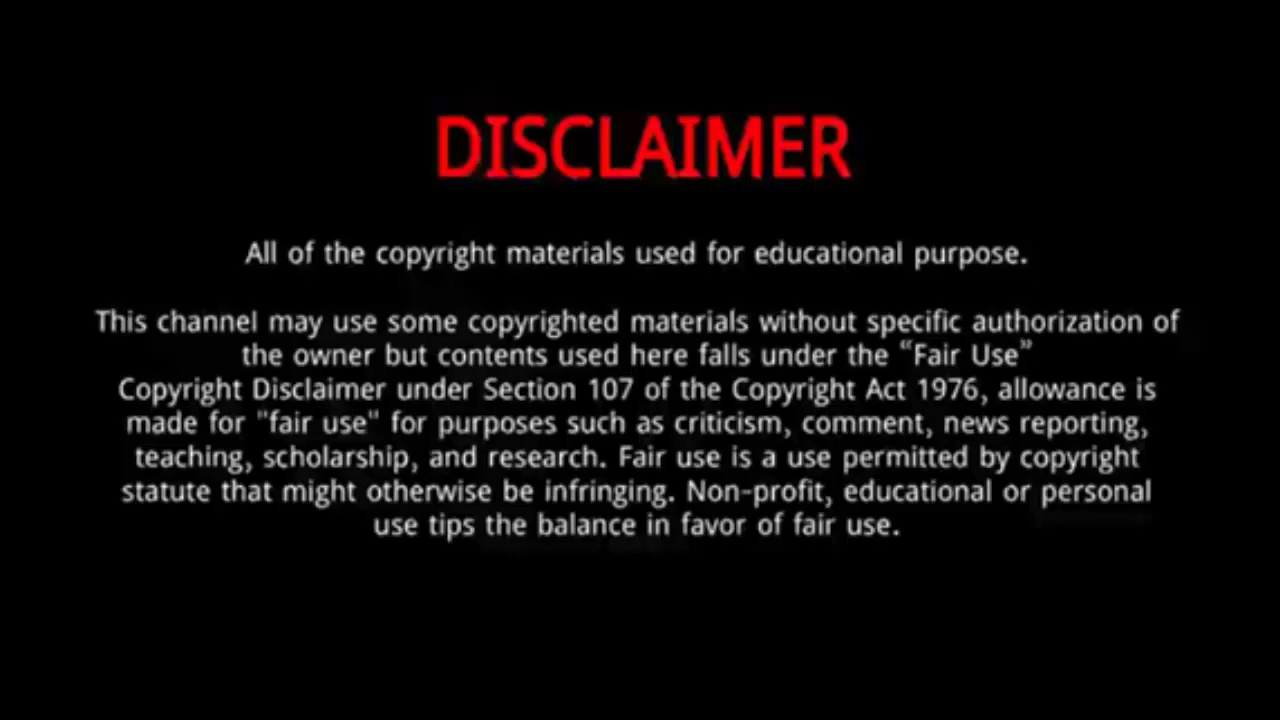 DISCLAIMER
All of the copyright materials used for educational purpose.
This channel may use some copyrighted materials without specific authorization of
the owner but contents used here falls under the “Fair Use”
Copyright Disclaimer under Section 107 of the Copyright Act 1976, allowance is
made for "fair use" for purposes such as criticism, comment, news reporting,
teaching, scholarship, and research. Fair use is a use permitted by copyright
statute that might otherwise be infringing. Non-profit, educational or personal
use tips the balance in favor of fair use.